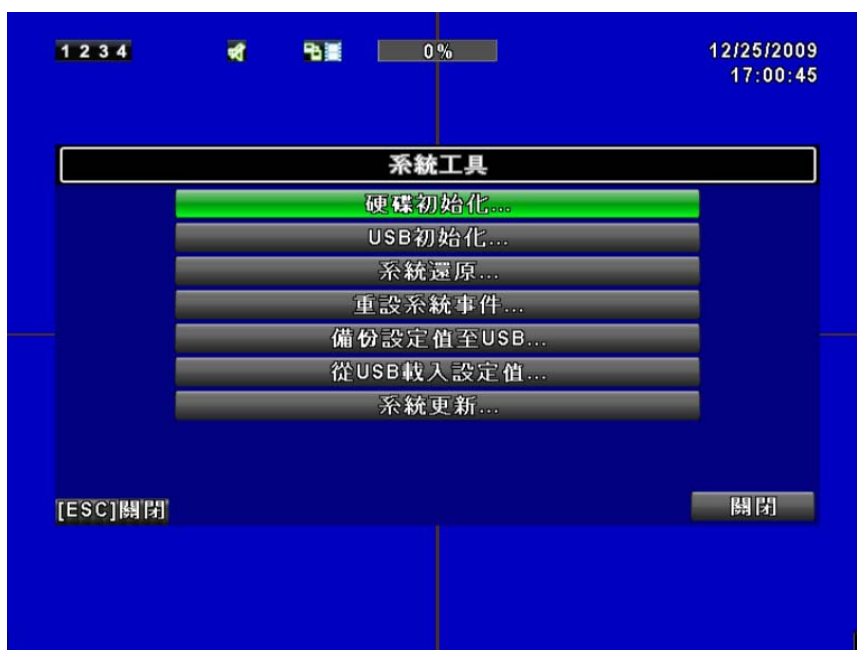 1 2 3 4 0% 12/25/2009
17:00:45
系統工具
硬碟初始化...
USB初始化...
系統還原...
重設系統事件...
備份設定值至USB...
從USB載入設定值...
系統更新...
[ESC]關閉 關閉